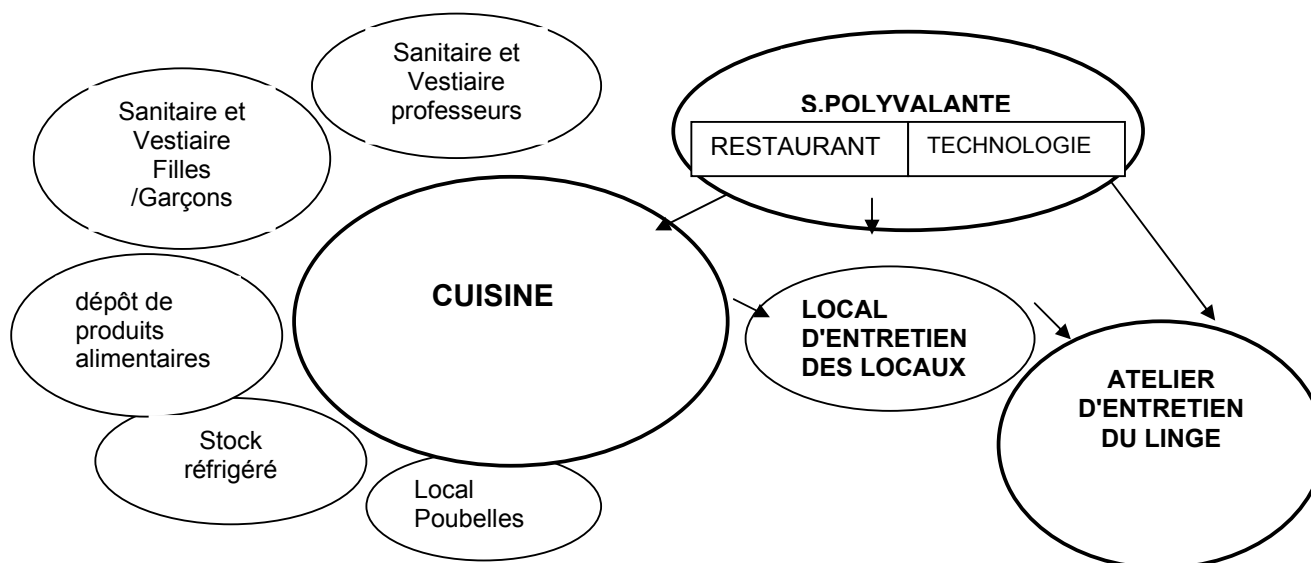 Sanitaire et
Vestiaire
professeurs
Sanitaire et
Vestiaire
Filles
/Garçons
S.POLYVALANTE
RESTAURANT
TECHNOLOGIE
CUISINE
dépôt de
produits
alimentaires
LOCAL
D'ENTRETIEN
DES LOCAUX
ATELIER
D'ENTRETIEN
DU LINGE
Stock
réfrigéré
Local
Poubelles